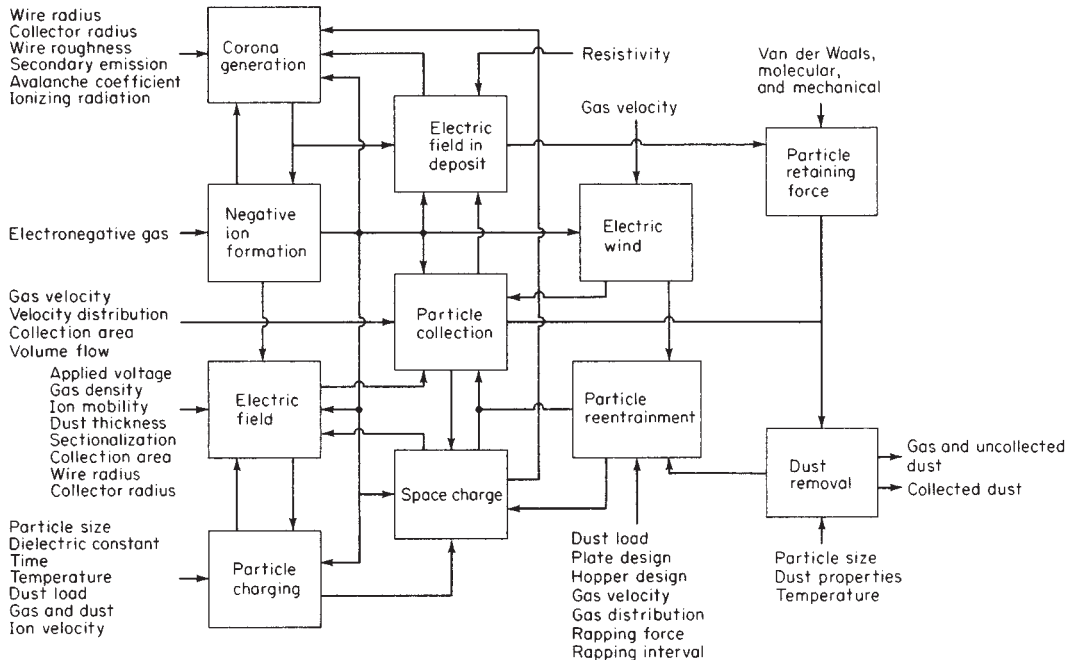 Wire radius
Collector radius
Wire roughness
Secondary emission
Avalanche coefficient
Ionizing radiation
Corona
generation
Resistivity
Van der Waals,
molecular,
and mechanical
Gas velocity
Electric
field in
deposit
Particle
retaining
force
Electronegative gas
Negative
ion
formation
Electric
wind
Gas velocity
Velocity distribution
Collection area
Volume flow
Particle
collection
Applied voltage
Gas density
Ion mobility
Dust thickness
Sectionalization
Collection area
Wire radius
Collector radius
Electric
field
Particle
reentrainment
Space charge
Dust
removal
Gas and uncollected
dust
Collected dust
Particle size
Dielectric constant
Time
Temperature
Dust load
Gas and dust
Ion velocity
Particle
charging
Dust load
Plate design
Hopper design
Gas velocity
Gas distribution
Rapping force
Rapping interval
Particle size
Dust properties
Temperature